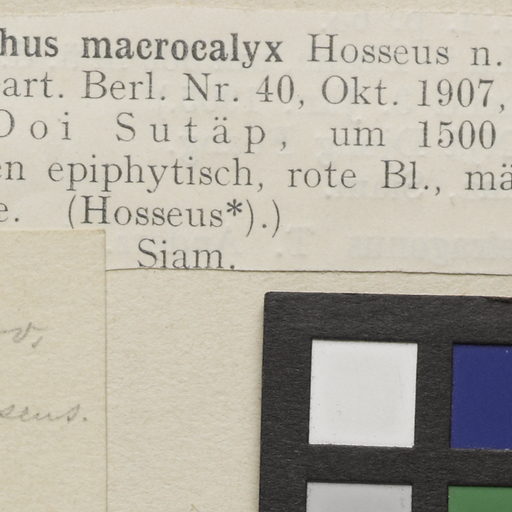 hus macrocalyx Hosseus n.
art. Berl. Nr. 40, Okt. 1907,
Doi Sutäp, um 1500
en epiphytisch, rote Bl., mä
e. (Hosseus*).)
Siam.
seus.